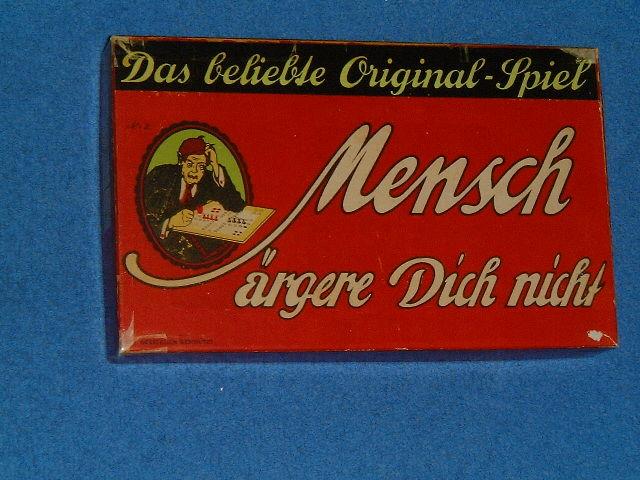 Das beliebte Original-Spiel
Mensch
ärgere Dich nicht